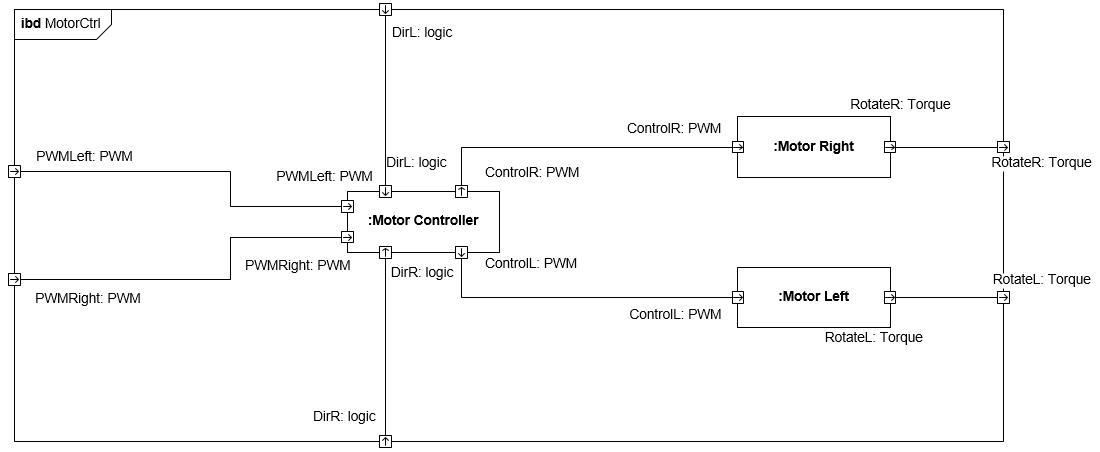 ibd MotorCtrl
DirL: logic
RotateR: Torque
ControlR: PWM
:Motor Right
PWMLeft: PWM
DirL: logic
RotateR: Torque
PWMLeft: PWM
ControlR: PWM
:Motor Controller
PWMRight: PWM
DirR: logic
ControlL: PWM
RotateL: Torque
PWMRight: PWM
:Motor Left
ControlL: PWM
RotateL: Torque
DirR: logic